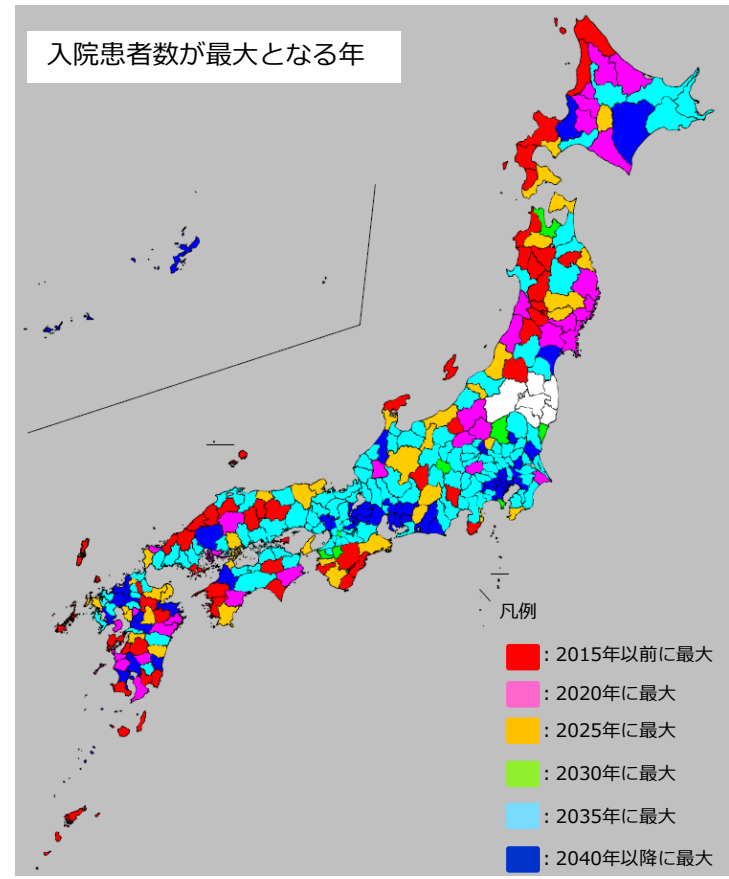 入院患者数が最大となる年
凡例
：2015年以前に最大
：2020年に最大
：2025年に最大
：2030年に最大
：2035年に最大
：2040年以降に最大